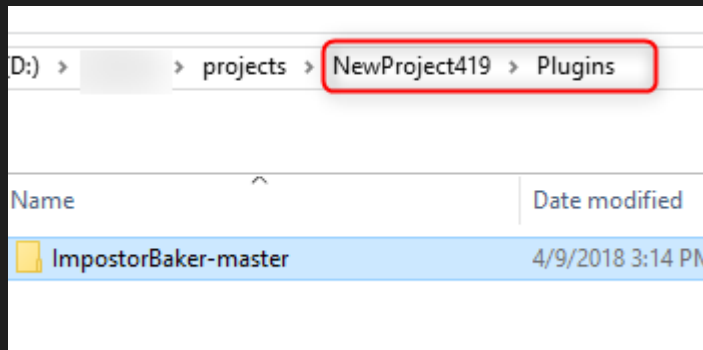 (D:) > > projects > NewProject419 > Plugins
Name Date modified
ImpostorBaker-master 4/9/2018 3:14 PM